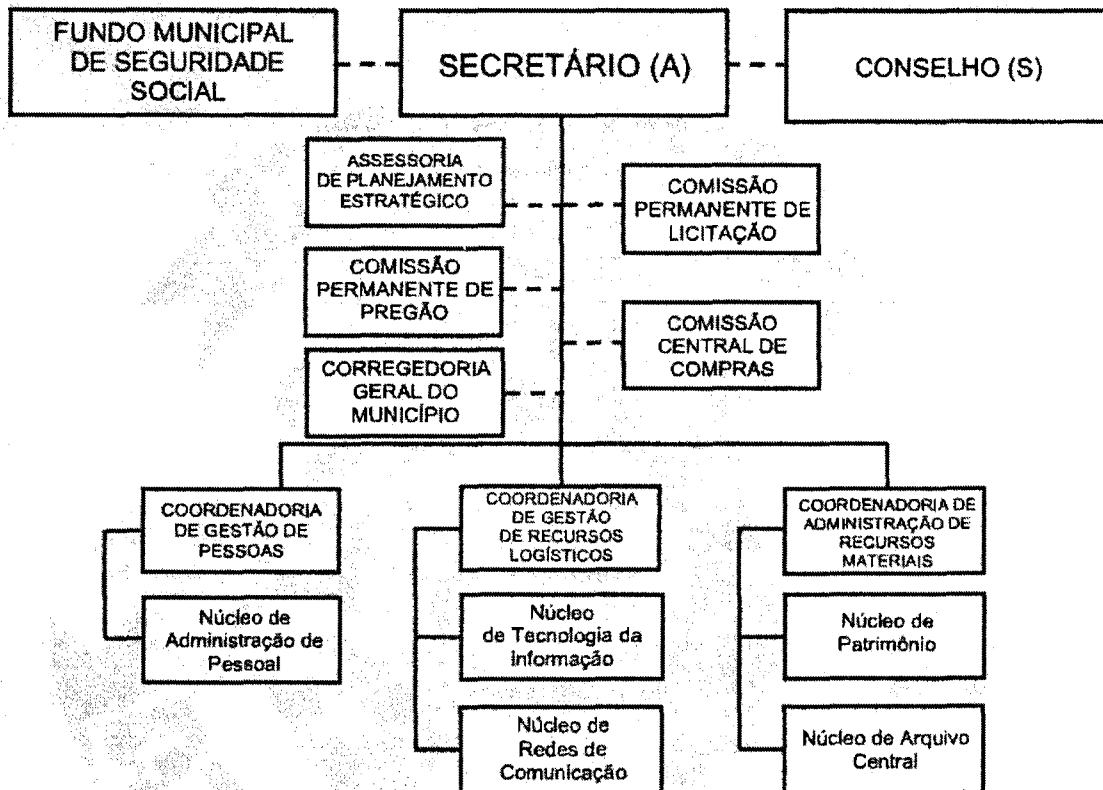 FUNDO MUNICIPAL
DE SEGURIDADE
SOCIAL
SECRETÁRIO (A)
CONSELHO (S)
ASSESSORIA
DE PLANEJAMENTO
ESTRATÉGICO
COMISSÃO
PERMANENTE DE
LICITAÇÃO
COMISSÃO
PERMANENTE DE
PREGÃO
COMISSÃO
CENTRAL DE
COMPRAS
CORREGEDORIA
GERAL DO
MUNICÍPIO
COORDENADORIA
DE GESTÃO DE
PESSOAS
COORDENADORIA
DE GESTÃO
DE RECURSOS
LOGÍSTICOS
COORDENADORIA DE
ADMINISTRAÇÃO DE
RECURSOS
MATERIAIS
Núcleo de
Administração de
Pessoal
Núcleo
de Tecnologia da
Informação
Núcleo de
Patrimônio
Núcleo de
Redes de
Comunicação
Núcleo de Arquivo
Central